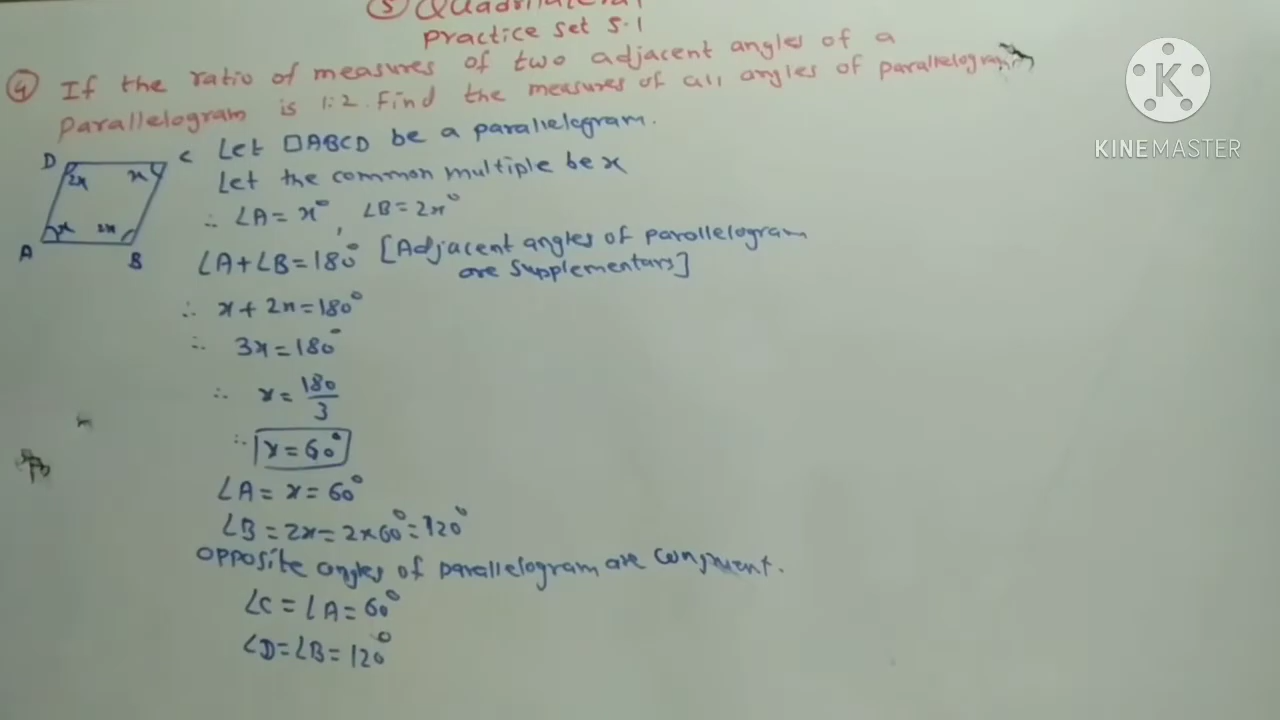 5 Quadrilateral
Practice Set 5.1
4 If the ratio of measures of two adjacent angles of a
parallelogram is 1:2. Find the measures of all angles of parallelogram
Let □ABCD be a parallelogram.
Let the common multiple be x
∴ ∠A = x°, ∠B = 2x°
∠A + ∠B = 180° [Adjacent angles of parallelogram
are supplementary]
∴ x + 2x = 180°
∴ 3x = 180°
∴ x = 180/3
∴ x = 60°
∠A = x = 60°
∠B = 2x = 2×60° = 120°
opposite angles of parallelogram are congruent.
∠C = ∠A = 60°
∠D = ∠B = 120°
D C
2x x
x 2x
A B
K
KINEMASTER